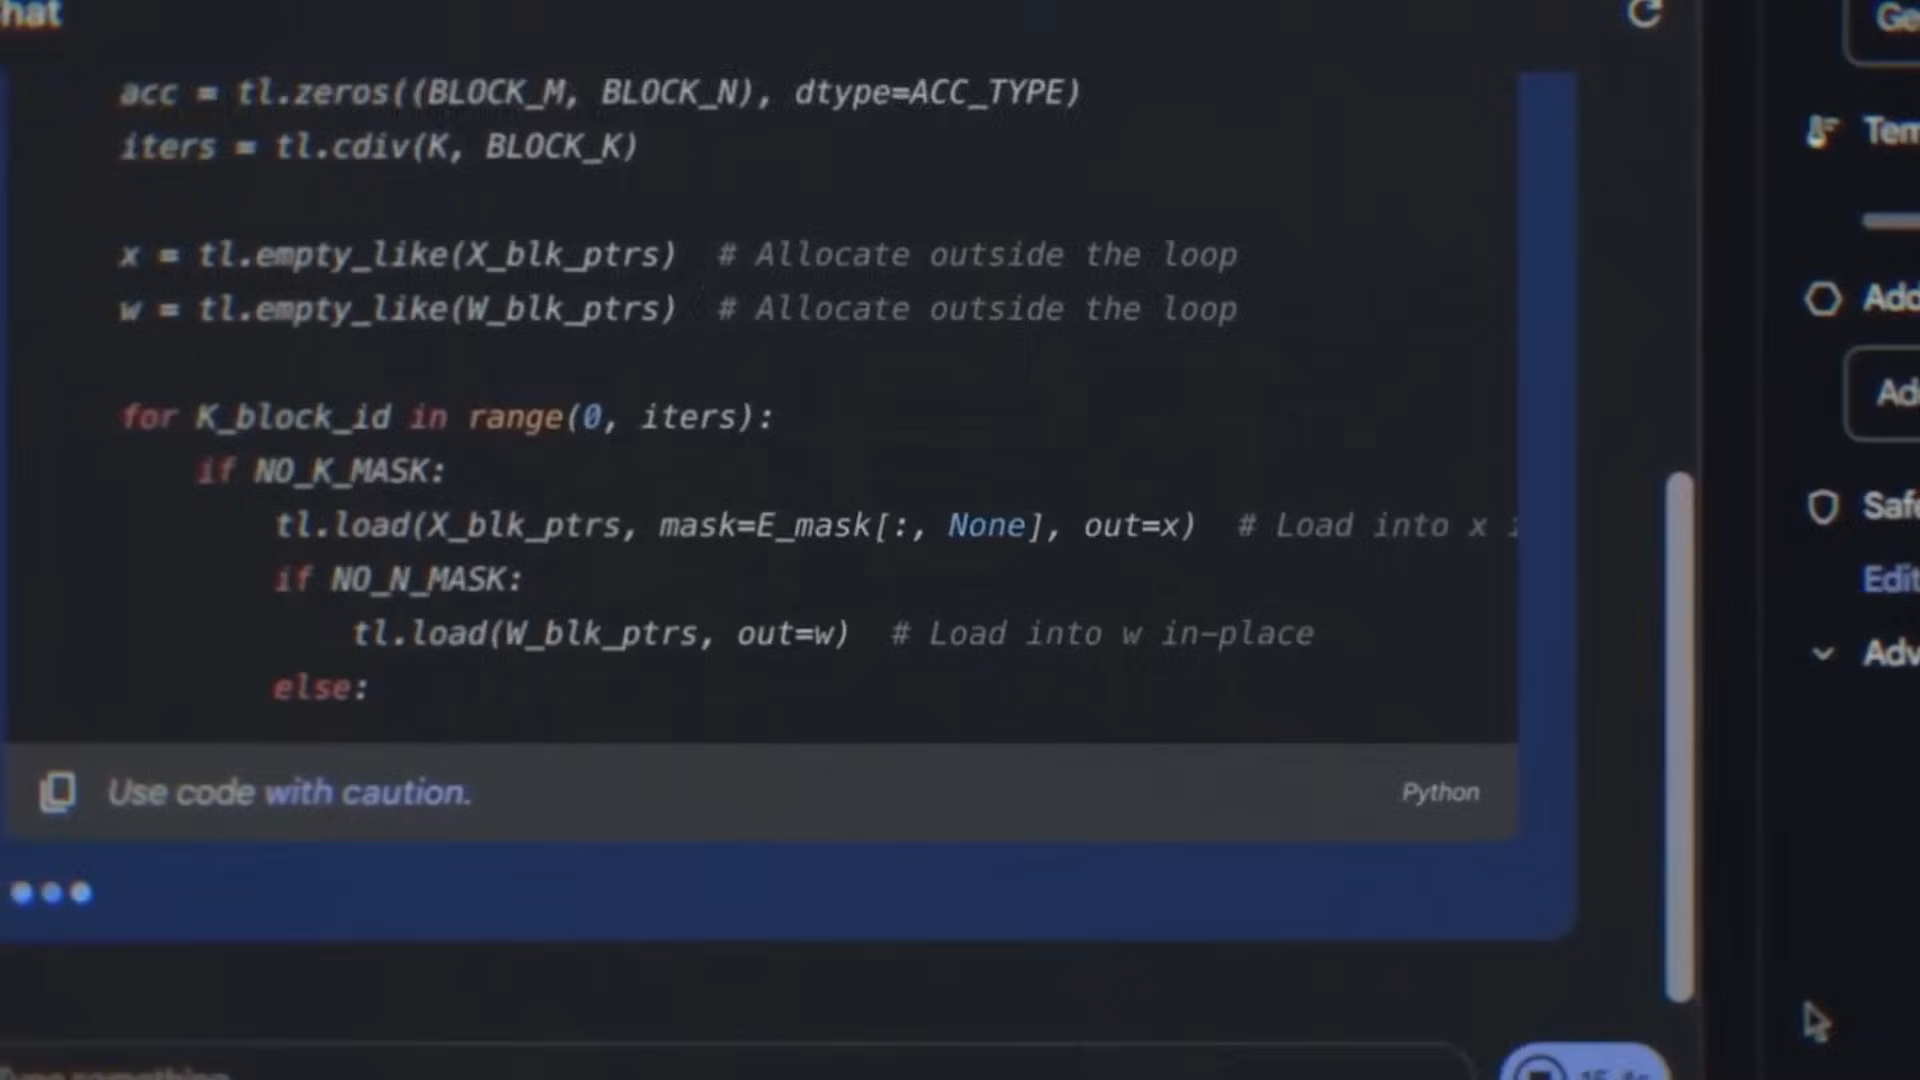 acc = tl.zeros((BLOCK_M, BLOCK_N), dtype=ACC_TYPE)
iters = tl.cdiv(K, BLOCK_K)
x = tl.empty_like(X_blk_ptrs)  # Allocate outside the loop
w = tl.empty_like(W_blk_ptrs)  # Allocate outside the loop
for K_block_id in range(0, iters):
if NO_K_MASK:
tl.load(X_blk_ptrs, mask=E_mask[:, None], out=x)  # Load into x
if NO_N_MASK:
tl.load(W_blk_ptrs, out=w)  # Load into w in-place
else:
Use code with caution.
Python
Edit